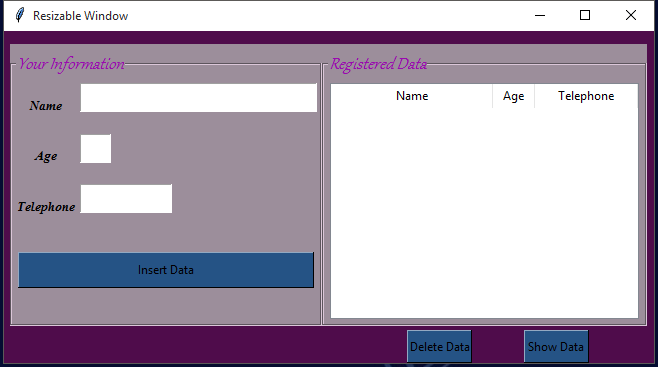 Resizable Window
Your Information
Name
Age
Telephone
Insert Data
Registered Data
Name Age Telephone
Delete Data Show Data